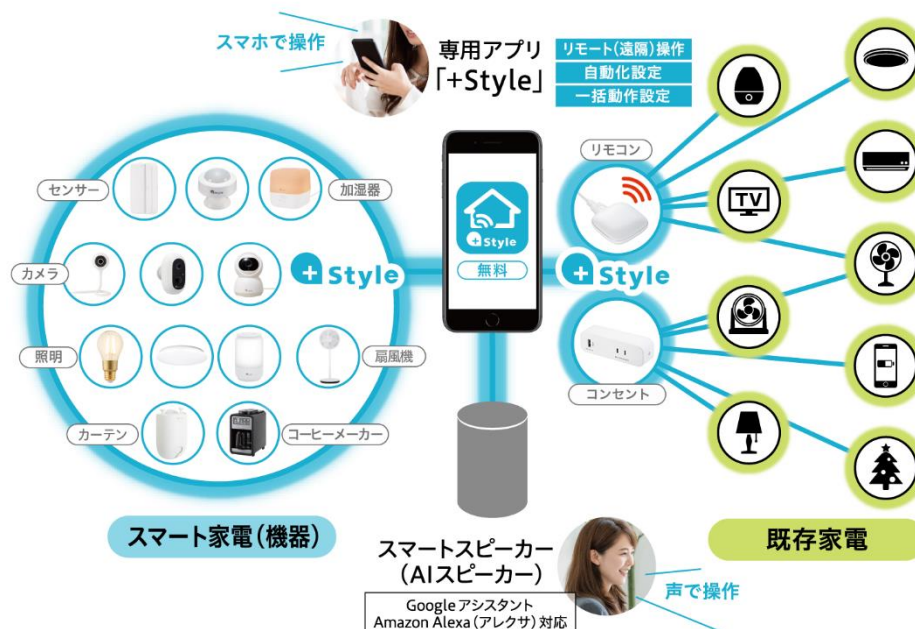 スマホで操作
専用アプリ
「+Style」
リモート(遠隔)操作
自動化設定
一括動作設定
リモコン
センサー
加湿器
TV
カメラ
+ Style
+ Style
無料
+ Style
照明
扇風機
コンセント
カーテン
コーヒーメーカー
スマート家電(機器)
既存家電
スマートスピーカー
(AIスピーカー)
声で操作
Google アシスタント
Amazon Alexa(アレクサ)対応